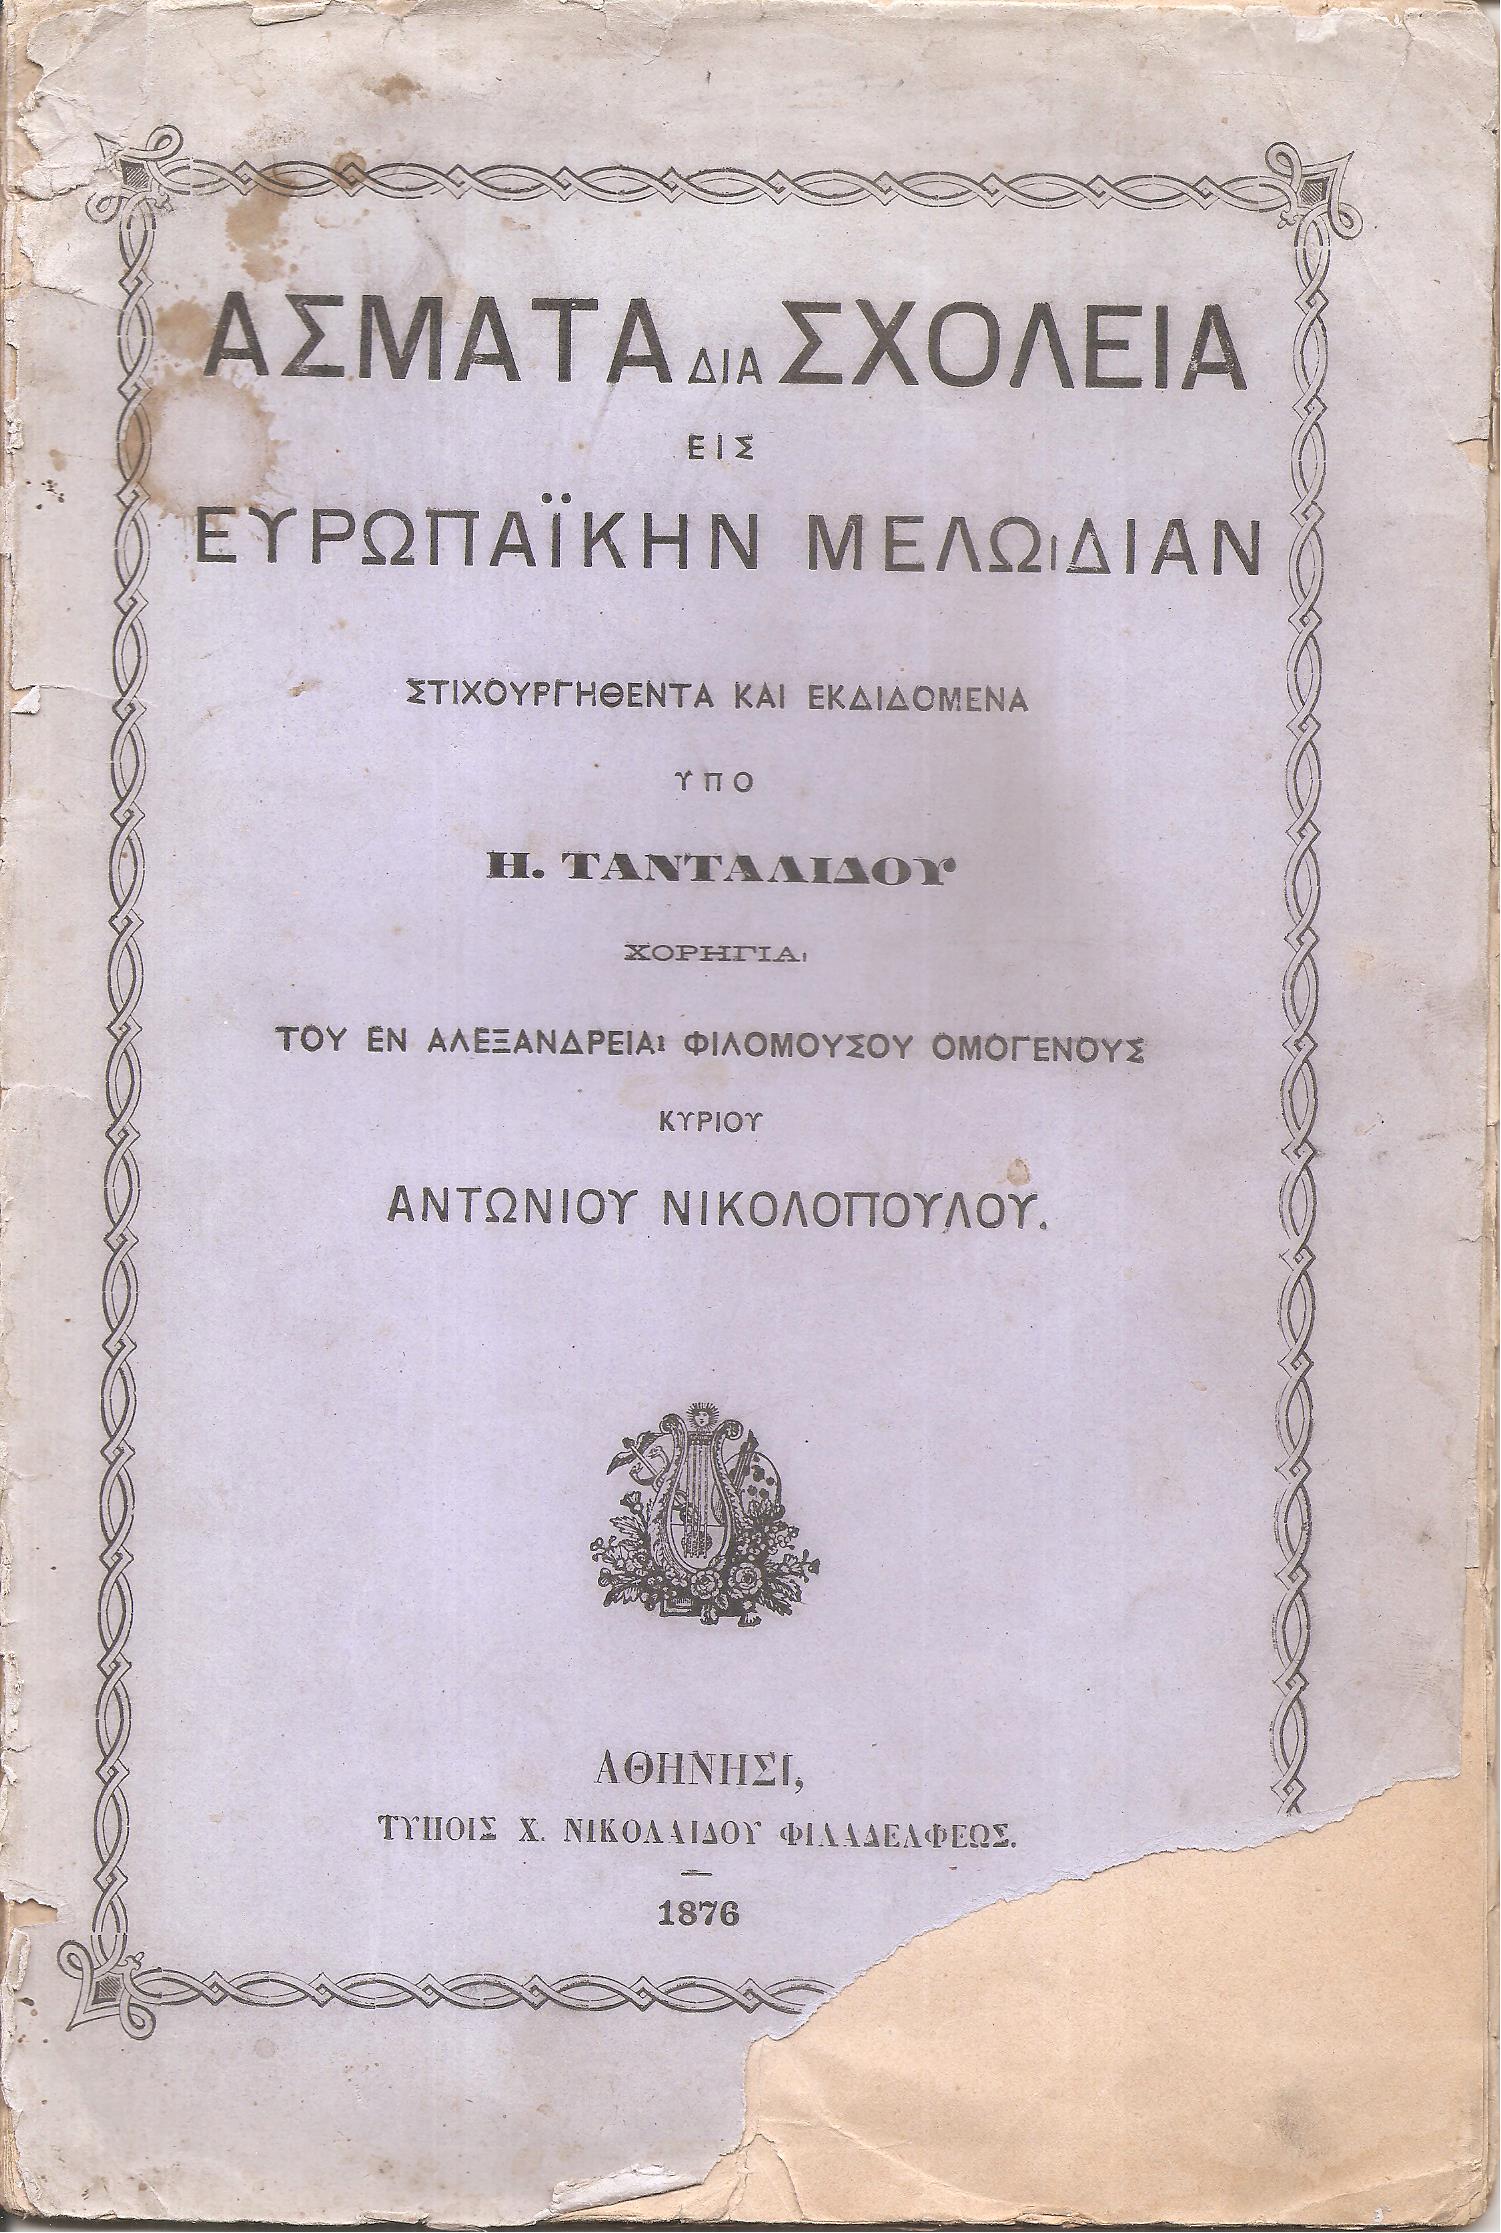 ΑΣΜΑΤΑ ΔΙΑ ΣΧΟΛΕΙΑ
ΕΙΣ
ΕΥΡΩΠΑΪΚΗΝ ΜΕΛΩιΔΙΑΝ
ΣΤΙΧΟΥΡΓΗΘΕΝΤΑ ΚΑΙ ΕΚΔΙΔΟΜΕΝΑ
ΥΠΟ
Η. ΤΑΝΤΑΛΙΔΟΥ
ΧΟΡΗΓΙΑι
ΤΟΥ ΕΝ ΑΛΕΞΑΝΔΡΕΙΑι ΦΙΛΟΜΟΥΣΟΥ ΟΜΟΓΕΝΟΥΣ
ΚΥΡΙΟΥ
ΑΝΤΩΝΙΟΥ ΝΙΚΟΛΟΠΟΥΛΟΥ.
ΑΘΗΝΗΣΙ,
ΤΥΠΟΙΣ Χ. ΝΙΚΟΛΑΙΔΟΥ ΦΙΛΑΔΕΛΦΕΩΣ.
1876